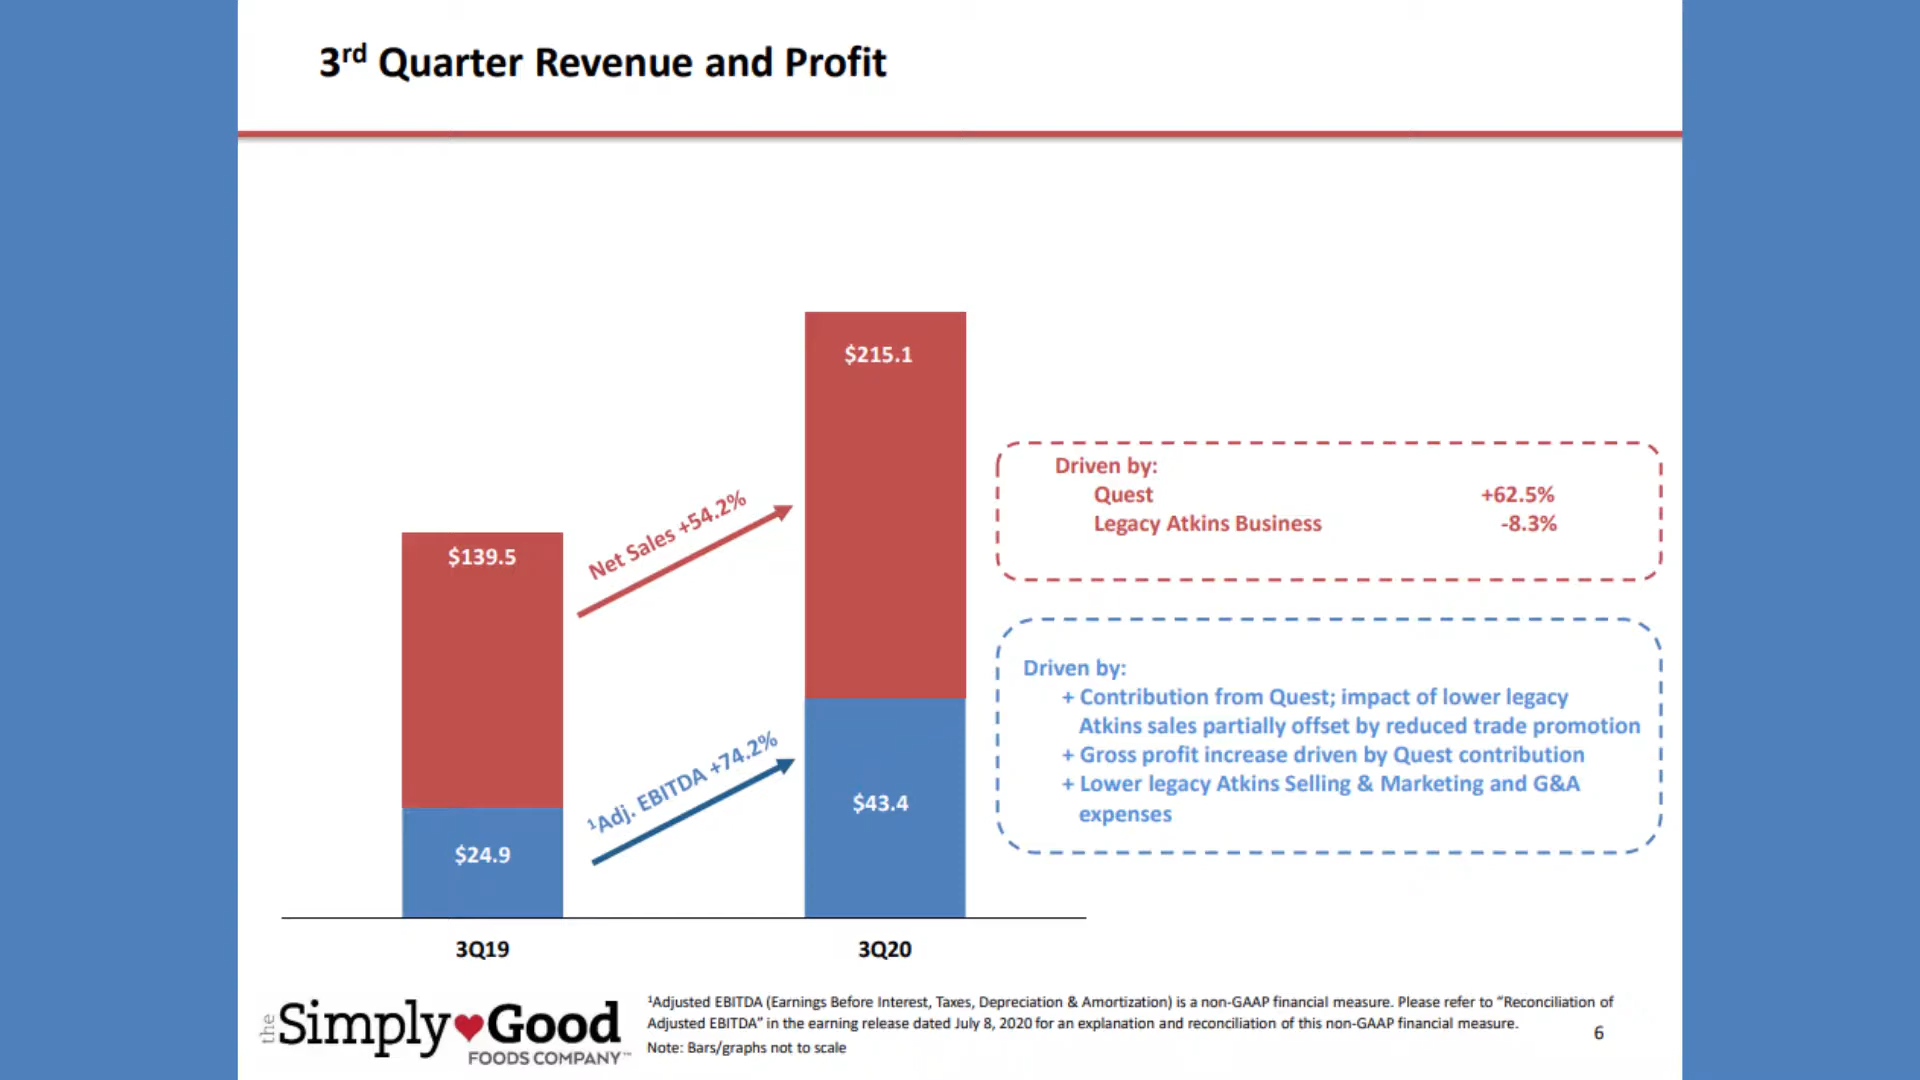 3rd Quarter Revenue and Profit
$215.1
$139.5
Net Sales +54.2%
Driven by:
Quest +62.5%
Legacy Atkins Business -8.3%
$24.9
$43.4
¹Adj. EBITDA +74.2%
Driven by:
+ Contribution from Quest; impact of lower legacy
Atkins sales partially offset by reduced trade promotion
+ Gross profit increase driven by Quest contribution
+ Lower legacy Atkins Selling & Marketing and G&A
expenses
3Q19
3Q20
the Simply Good
FOODS COMPANY™
¹Adjusted EBITDA (Earnings Before Interest, Taxes, Depreciation & Amortization) is a non-GAAP financial measure. Please refer to "Reconciliation of
Adjusted EBITDA" in the earning release dated July 8, 2020 for an explanation and reconciliation of this non-GAAP financial measure.
Note: Bars/graphs not to scale
6